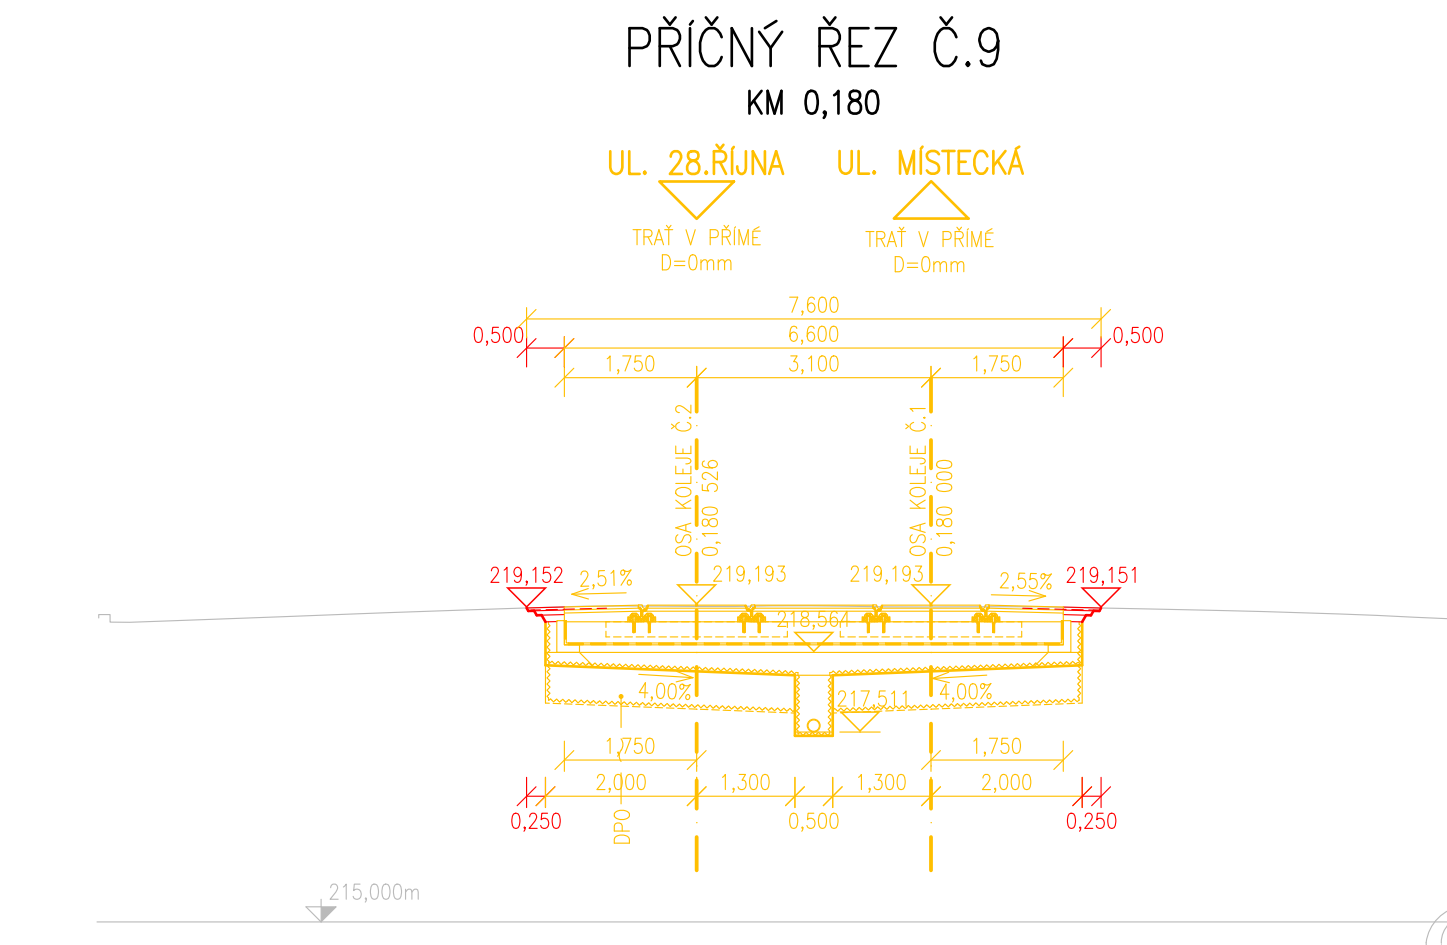 PŘÍČNÝ ŘEZ Č.9
KM 0,180
UL. 28.ŘÍJNA UL. MÍSTECKÁ
TRAŤ V PŘÍMÉ TRAŤ V PŘÍMÉ
D=0mm D=0mm
7,600
0,500 6,600 0,500
1,750 3,100 1,750
OSA KOLEJE Č.2
0,180 526
OSA KOLEJE Č.1
0,180 000
219,152 2,51% 219,193 219,193 2,55% 219,151
218,564
4,00% 217,511 4,00%
1,750 1,750
2,000 1,300 1,300 2,000
0,250 DPO 0,500 0,250
215,000m